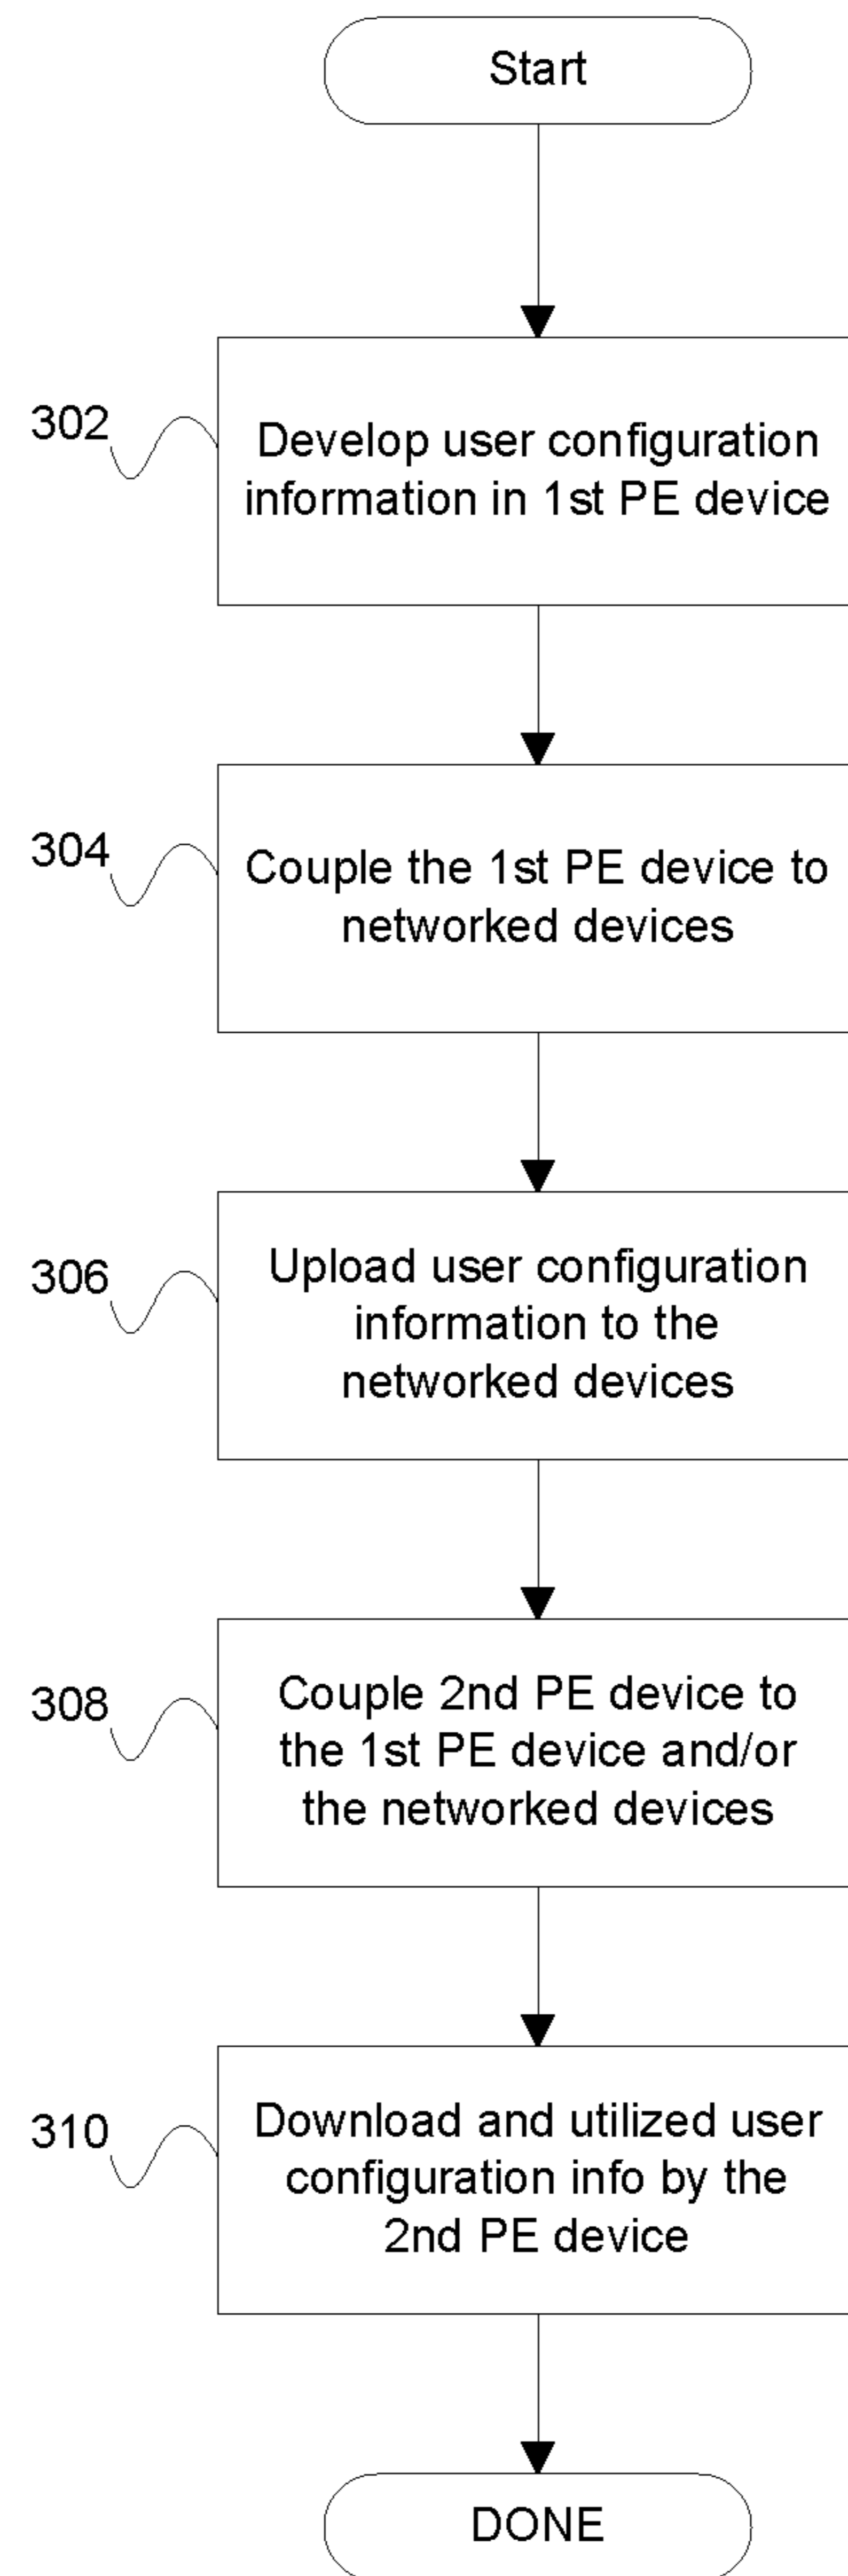 Start
302
Develop user configuration
information in 1st PE device
304
Couple the 1st PE device to
networked devices
306
Upload user configuration
information to the
networked devices
308
Couple 2nd PE device to
the 1st PE device and/or
the networked devices
310
Download and utilized user
configuration info by the
2nd PE device
DONE